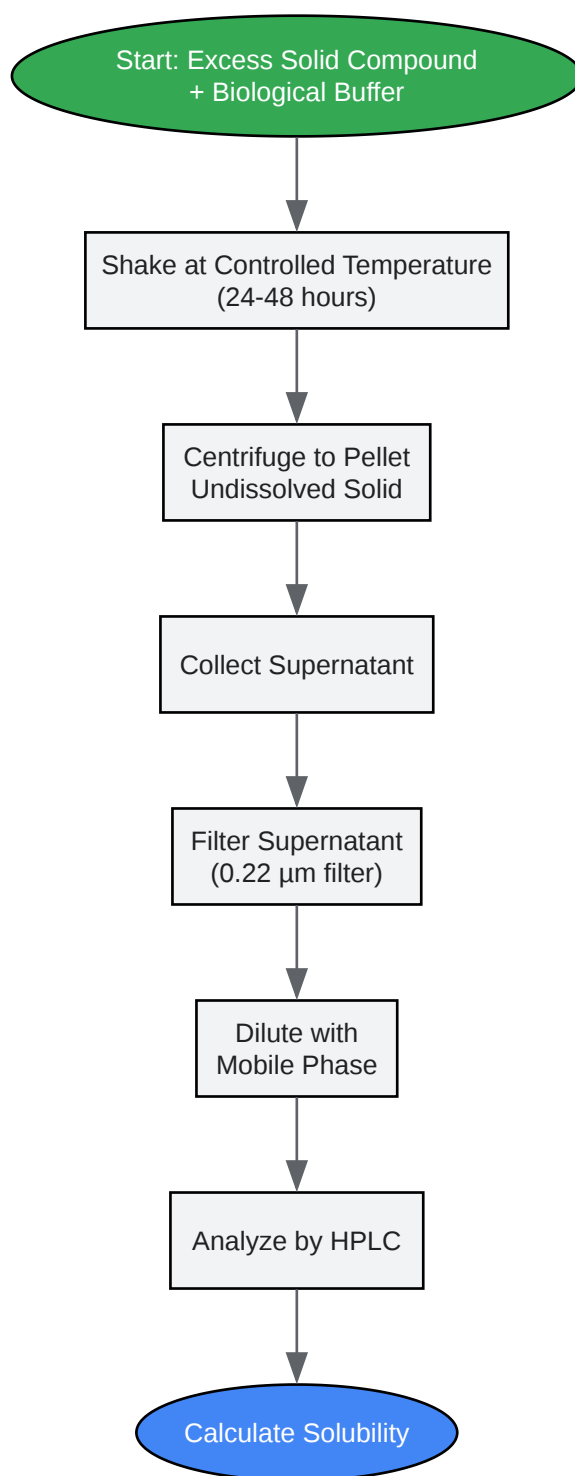 Start: Excess Solid Compound
+ Biological Buffer
Shake at Controlled Temperature
(24-48 hours)
Centrifuge to Pellet
Undissolved Solid
Collect Supernatant
Filter Supernatant
(0.22 µm filter)
Dilute with
Mobile Phase
Analyze by HPLC
Calculate Solubility